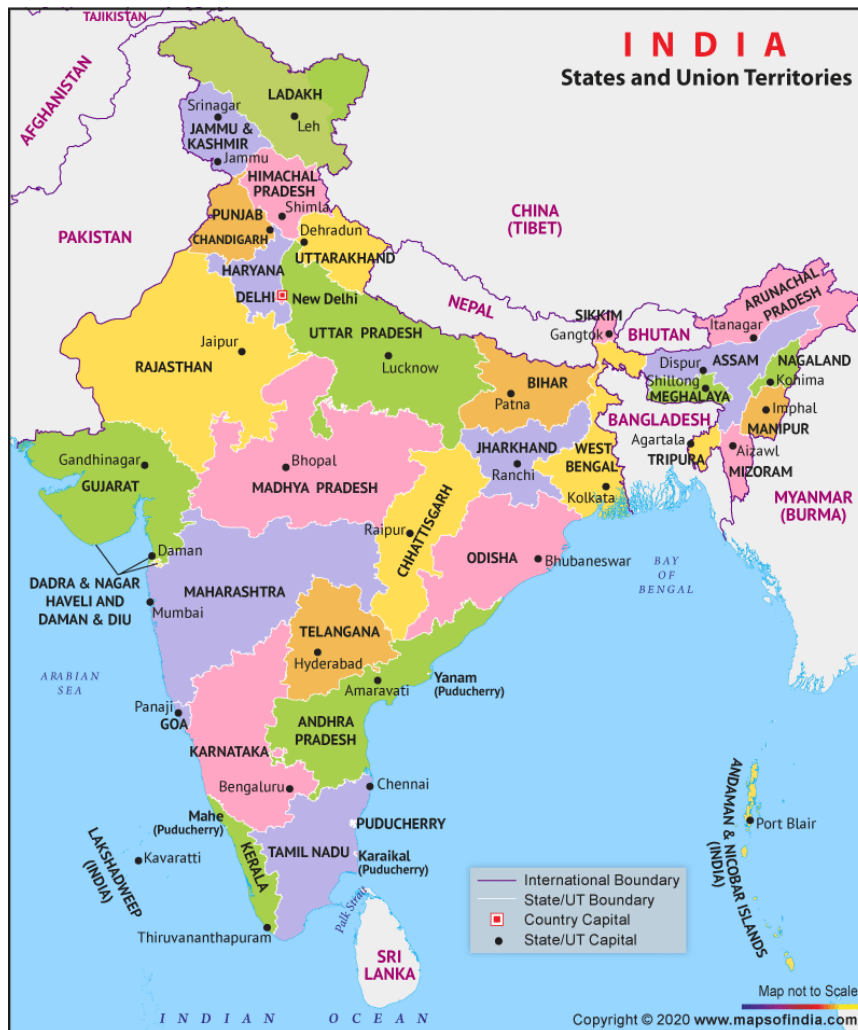 INDIA
States and Union Territories
TAJIKISTAN
AFGHANISTAN
PAKISTAN
CHINA
(TIBET)
NEPAL
BHUTAN
BANGLADESH
MYANMAR
(BURMA)
SRI
LANKA
LADAKH
Leh
Srinagar
JAMMU &
KASHMIR
Jammu
HIMACHAL
PRADESH
Shimla
PUNJAB
CHANDIGARH
Dehradun
UTTARAKHAND
HARYANA
DELHI
New Delhi
UTTAR PRADESH
Lucknow
Jaipur
RAJASTHAN
SIKKIM
Gangtok
ARUNACHAL
PRADESH
Itanagar
Dispur
ASSAM
NAGALAND
Kohima
Shillong
MEGHALAYA
Imphal
MANIPUR
Agartala
TRIPURA
Aizawl
MIZORAM
BIHAR
Patna
JHARKHAND
Ranchi
WEST
BENGAL
Kolkata
Gandhinagar
GUJARAT
Bhopal
MADHYA PRADESH
Raipur
CHHATTISGARH
ODISHA
Bhubaneswar
Daman
DADRA & NAGAR
HAVELI AND
DAMAN & DIU
MAHARASHTRA
Mumbai
TELANGANA
Hyderabad
Amaravati
Yanam
(Puducherry)
ANDHRA
PRADESH
Panaji
GOA
KARNATAKA
Bengaluru
Chennai
Mahe
(Puducherry)
PUDUCHERRY
KERALA
TAMIL NADU
Karaikal
(Puducherry)
Thiruvananthapuram
LAKSHADWEEP
(INDIA)
Kavaratti
ANDAMAN & NICOBAR ISLANDS
(INDIA)
Port Blair
ARABIAN
SEA
BAY
OF
BENGAL
Palk Strait
INDIAN OCEAN
International Boundary
State/UT Boundary
Country Capital
State/UT Capital
Map not to Scale
Copyright © 2020 www.mapsofindia.com